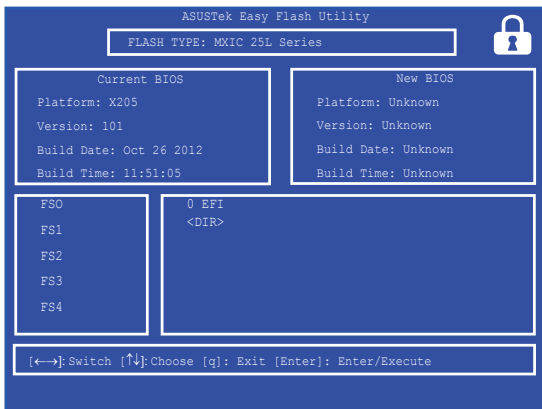 ASUSTek Easy Flash Utility
FLASH TYPE: MXIC 25L Series
Current BIOS
Platform: X205
Version: 101
Build Date: Oct 26 2012
Build Time: 11:51:05
New BIOS
Platform: Unknown
Version: Unknown
Build Date: Unknown
Build Time: Unknown
FSO
FS1
FS2
FS3
FS4
0 EFI
<DIR>
[←→]: Switch [↑↓]: Choose [q]: Exit [Enter]: Enter/Execute